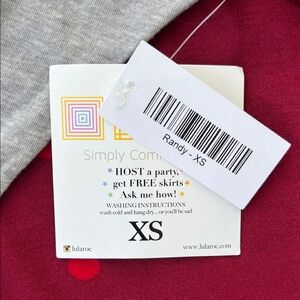 Randy - XS
Simply Com
HOST a party,
get FREE skirts
Ask me how!
WASHING INSTRUCTIONS
wash cold and hang dry... or you'll be sad
XS
lularoe
www.lularoe.com